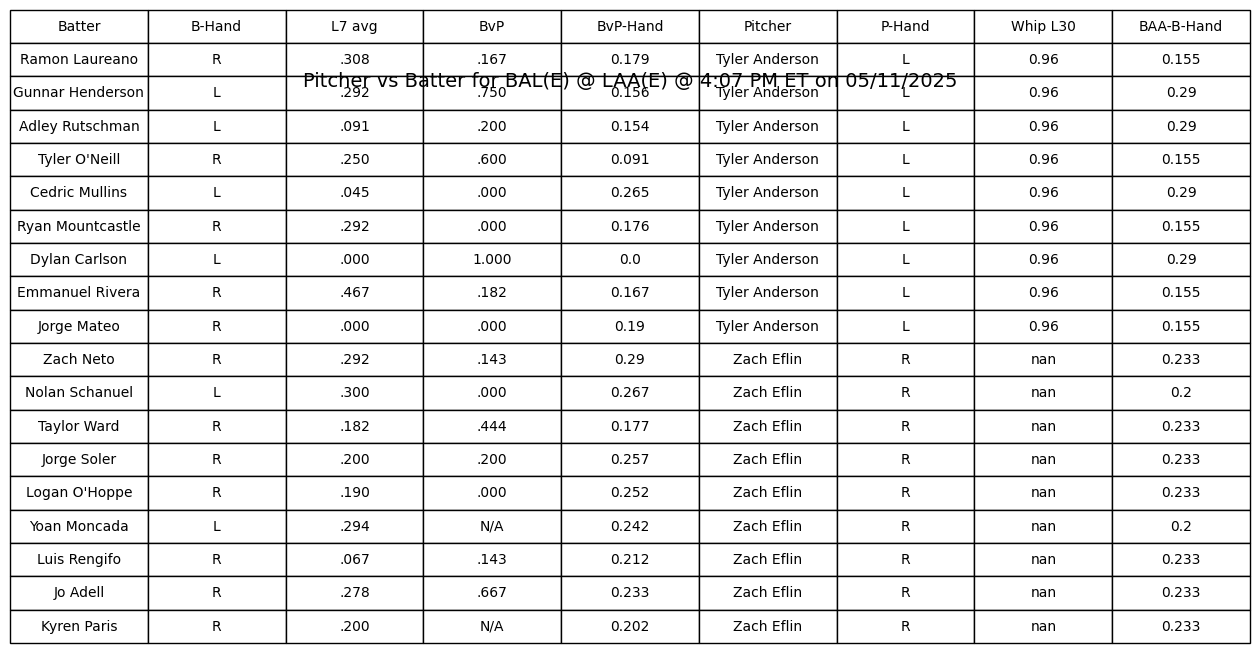 Batter B-Hand L7 avg BvP BvP-Hand Pitcher P-Hand Whip L30 BAA-B-Hand
Ramon Laureano R .308 .167 0.179 Tyler Anderson L 0.96 0.155
Pitcher vs Batter for BAL(E) @ LAA(E) @ 4:07 PM ET on 05/11/2025
Gunnar Henderson L .292 .750 0.156 Tyler Anderson L 0.96 0.29
Adley Rutschman L .091 .200 0.154 Tyler Anderson L 0.96 0.29
Tyler O'Neill R .250 .600 0.091 Tyler Anderson L 0.96 0.155
Cedric Mullins L .045 .000 0.265 Tyler Anderson L 0.96 0.29
Ryan Mountcastle R .292 .000 0.176 Tyler Anderson L 0.96 0.155
Dylan Carlson L .000 1.000 0.0 Tyler Anderson L 0.96 0.29
Emmanuel Rivera R .467 .182 0.167 Tyler Anderson L 0.96 0.155
Jorge Mateo R .000 .000 0.19 Tyler Anderson L 0.96 0.155
Zach Neto R .292 .143 0.29 Zach Eflin R nan 0.233
Nolan Schanuel L .300 .000 0.267 Zach Eflin R nan 0.2
Taylor Ward R .182 .444 0.177 Zach Eflin R nan 0.233
Jorge Soler R .200 .200 0.257 Zach Eflin R nan 0.233
Logan O'Hoppe R .190 .000 0.252 Zach Eflin R nan 0.233
Yoan Moncada L .294 N/A 0.242 Zach Eflin R nan 0.2
Luis Rengifo R .067 .143 0.212 Zach Eflin R nan 0.233
Jo Adell R .278 .667 0.233 Zach Eflin R nan 0.233
Kyren Paris R .200 N/A 0.202 Zach Eflin R nan 0.233